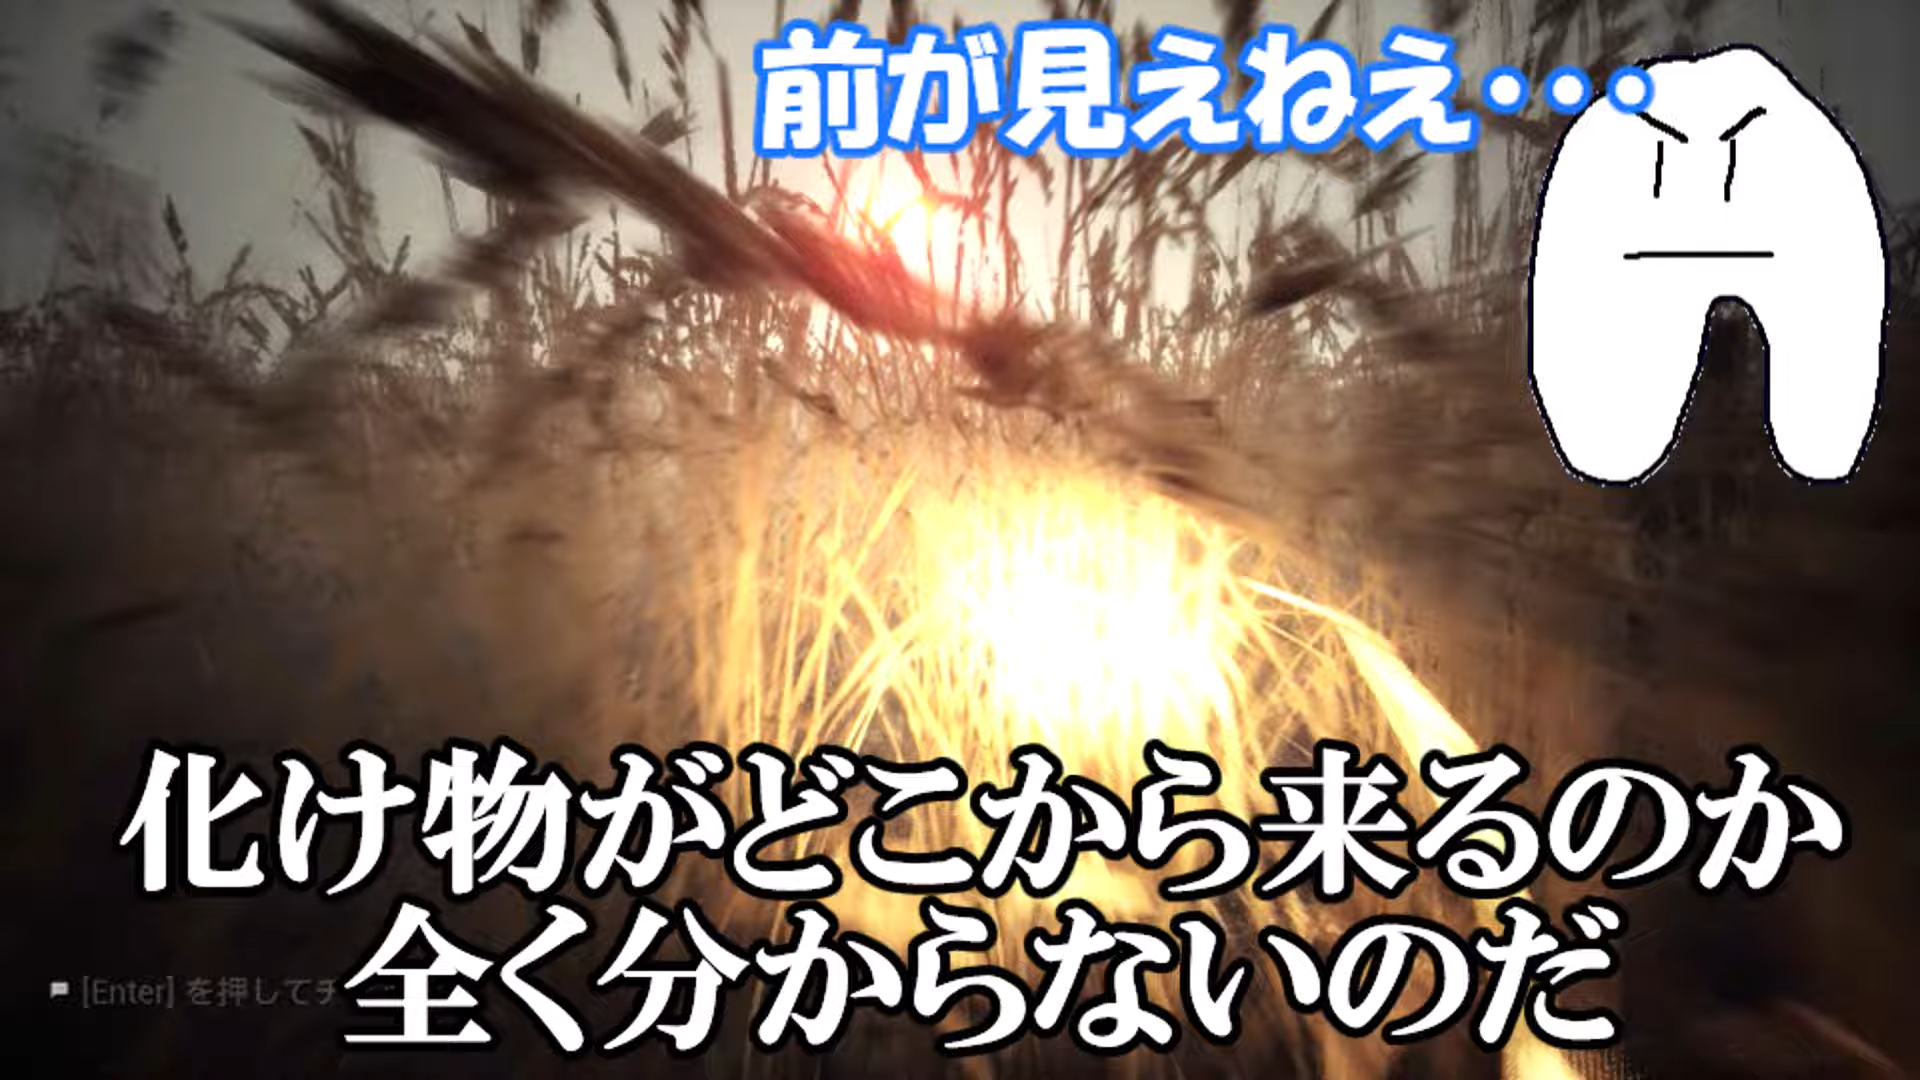 前が見えねえ・・・
化け物がどこから来るのか
全く分からないのだ
[Enter] を押してチ